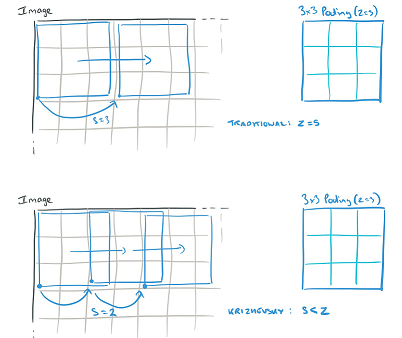 Image
3x3 Pooling (z=3)
S=3
TRADITIONAL: Z=S
Image
3x3 Pooling (z=3)
S=2
KRIZHEVSKY: S<Z